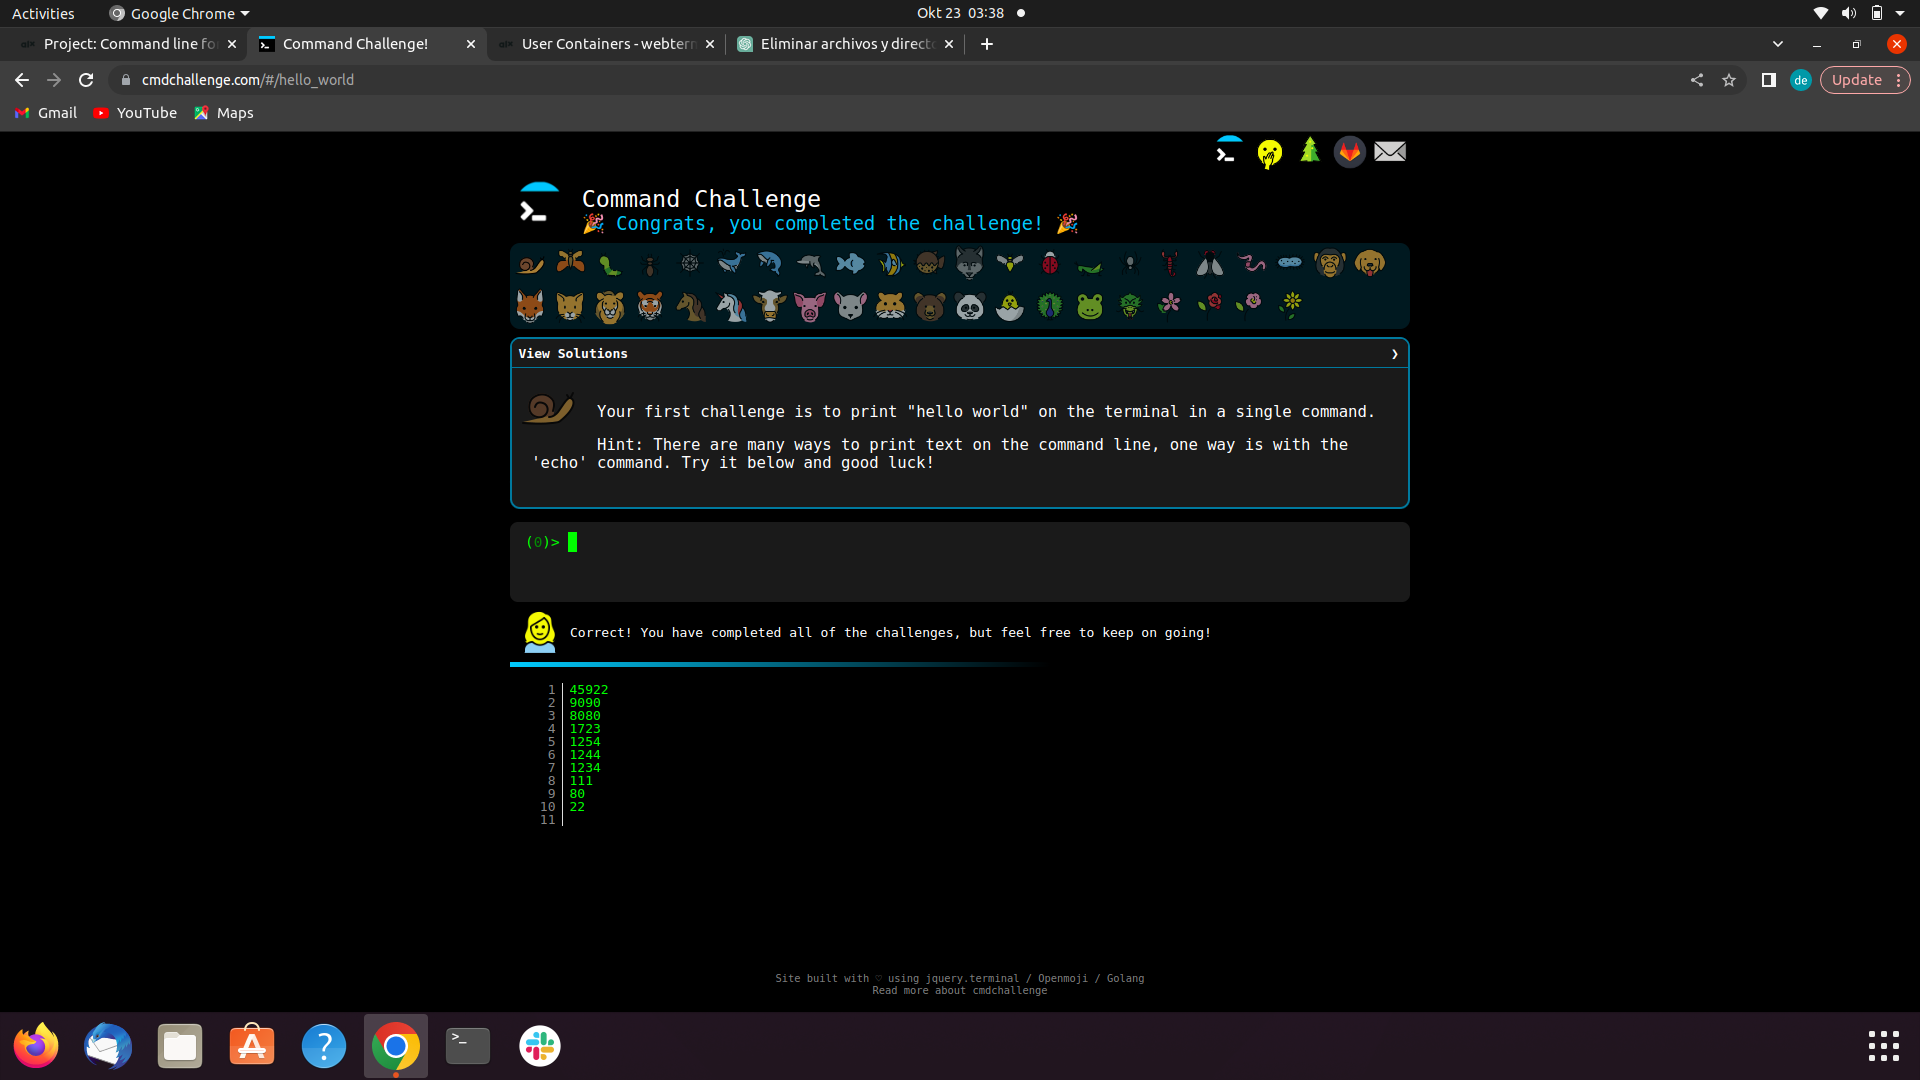 Activities
Google Chrome
Okt 23 03:38
Project: Command line fo
Command Challenge!
User Containers - webtern
Eliminar archivos y directo
cmdchallenge.com/#/hello_world
de
Update
Gmail
YouTube
Maps
Command Challenge
🎉 Congrats, you completed the challenge! 🎉
View Solutions ❯
Your first challenge is to print "hello world" on the terminal in a single command.
Hint: There are many ways to print text on the command line, one way is with the
'echo' command. Try it below and good luck!
(0)>
Correct! You have completed all of the challenges, but feel free to keep on going!
1 45922
2 9090
3 8080
4 1723
5 1254
6 1244
7 1234
8 111
9 80
10 22
11
Site built with ♡ using jquery.terminal / Openmoji / Golang
Read more about cmdchallenge